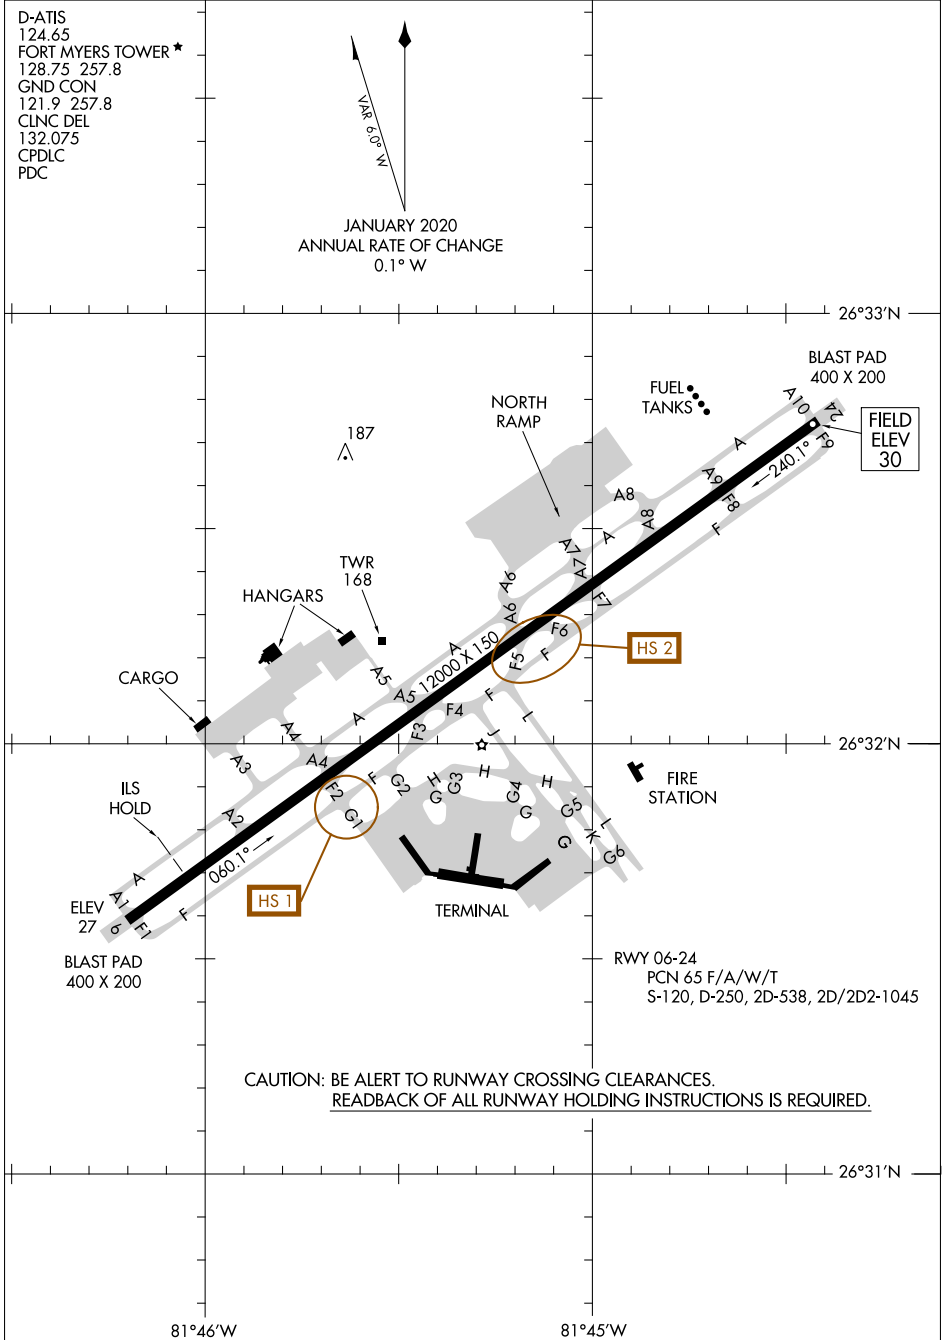 D-ATIS
124.65
FORT MYERS TOWER ★
128.75 257.8
GND CON
121.9 257.8
CLNC DEL
132.075
CPDLC
PDC
VAR 6.0° W
JANUARY 2020
ANNUAL RATE OF CHANGE
0.1° W
26°33'N
BLAST PAD
400 X 200
FUEL
TANKS
NORTH
RAMP
A10
24
F9
FIELD
ELEV
30
187
A
240.1°
A9
F8
F
A8
A8
A
A7
A7
TWR
168
A6
A6
F7
HANGARS
F6
HS 2
F5
F
A
12000 X 150
A5
A5
CARGO
F4
F
L
A
F3
J
A4
A4
26°32'N
A3
F
G2
H
G
G3
H
G4
G
H
G5
FIRE
STATION
ILS
HOLD
F2
G1
A2
L
K
G
G6
060.1°
A
A1
HS 1
TERMINAL
ELEV
27
6
F1
F
BLAST PAD
400 X 200
RWY 06-24
PCN 65 F/A/W/T
S-120, D-250, 2D-538, 2D/2D2-1045
CAUTION: BE ALERT TO RUNWAY CROSSING CLEARANCES.
READBACK OF ALL RUNWAY HOLDING INSTRUCTIONS IS REQUIRED.
26°31'N
81°46'W
81°45'W